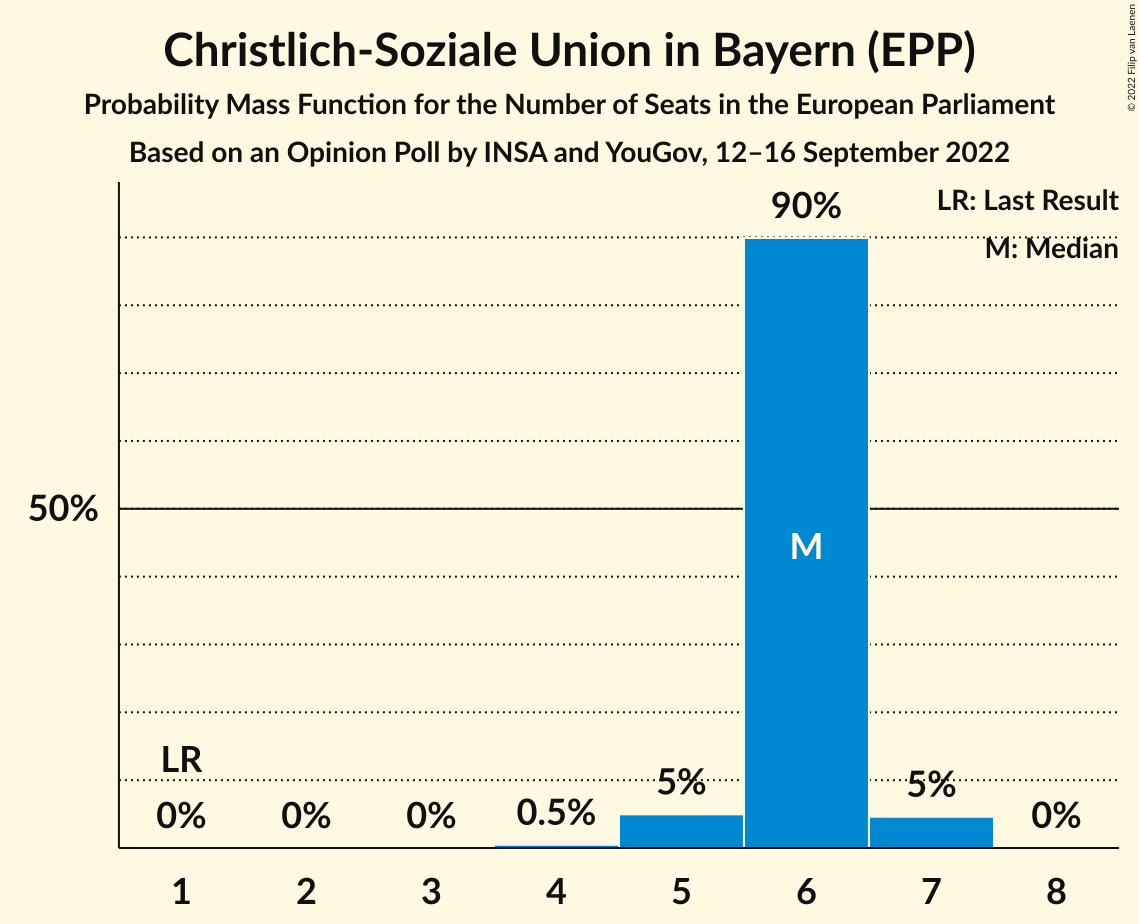 Christlich-Soziale Union in Bayern (EPP)
Probability Mass Function for the Number of Seats in the European Parliament
Based on an Opinion Poll by INSA and YouGov, 12–16 September 2022
© 2022 Filip van Laenen
LR: Last Result
M: Median
90%
50%
M
LR
0%
0%
0%
0.5%
5%
5%
0%
1
2
3
4
5
6
7
8